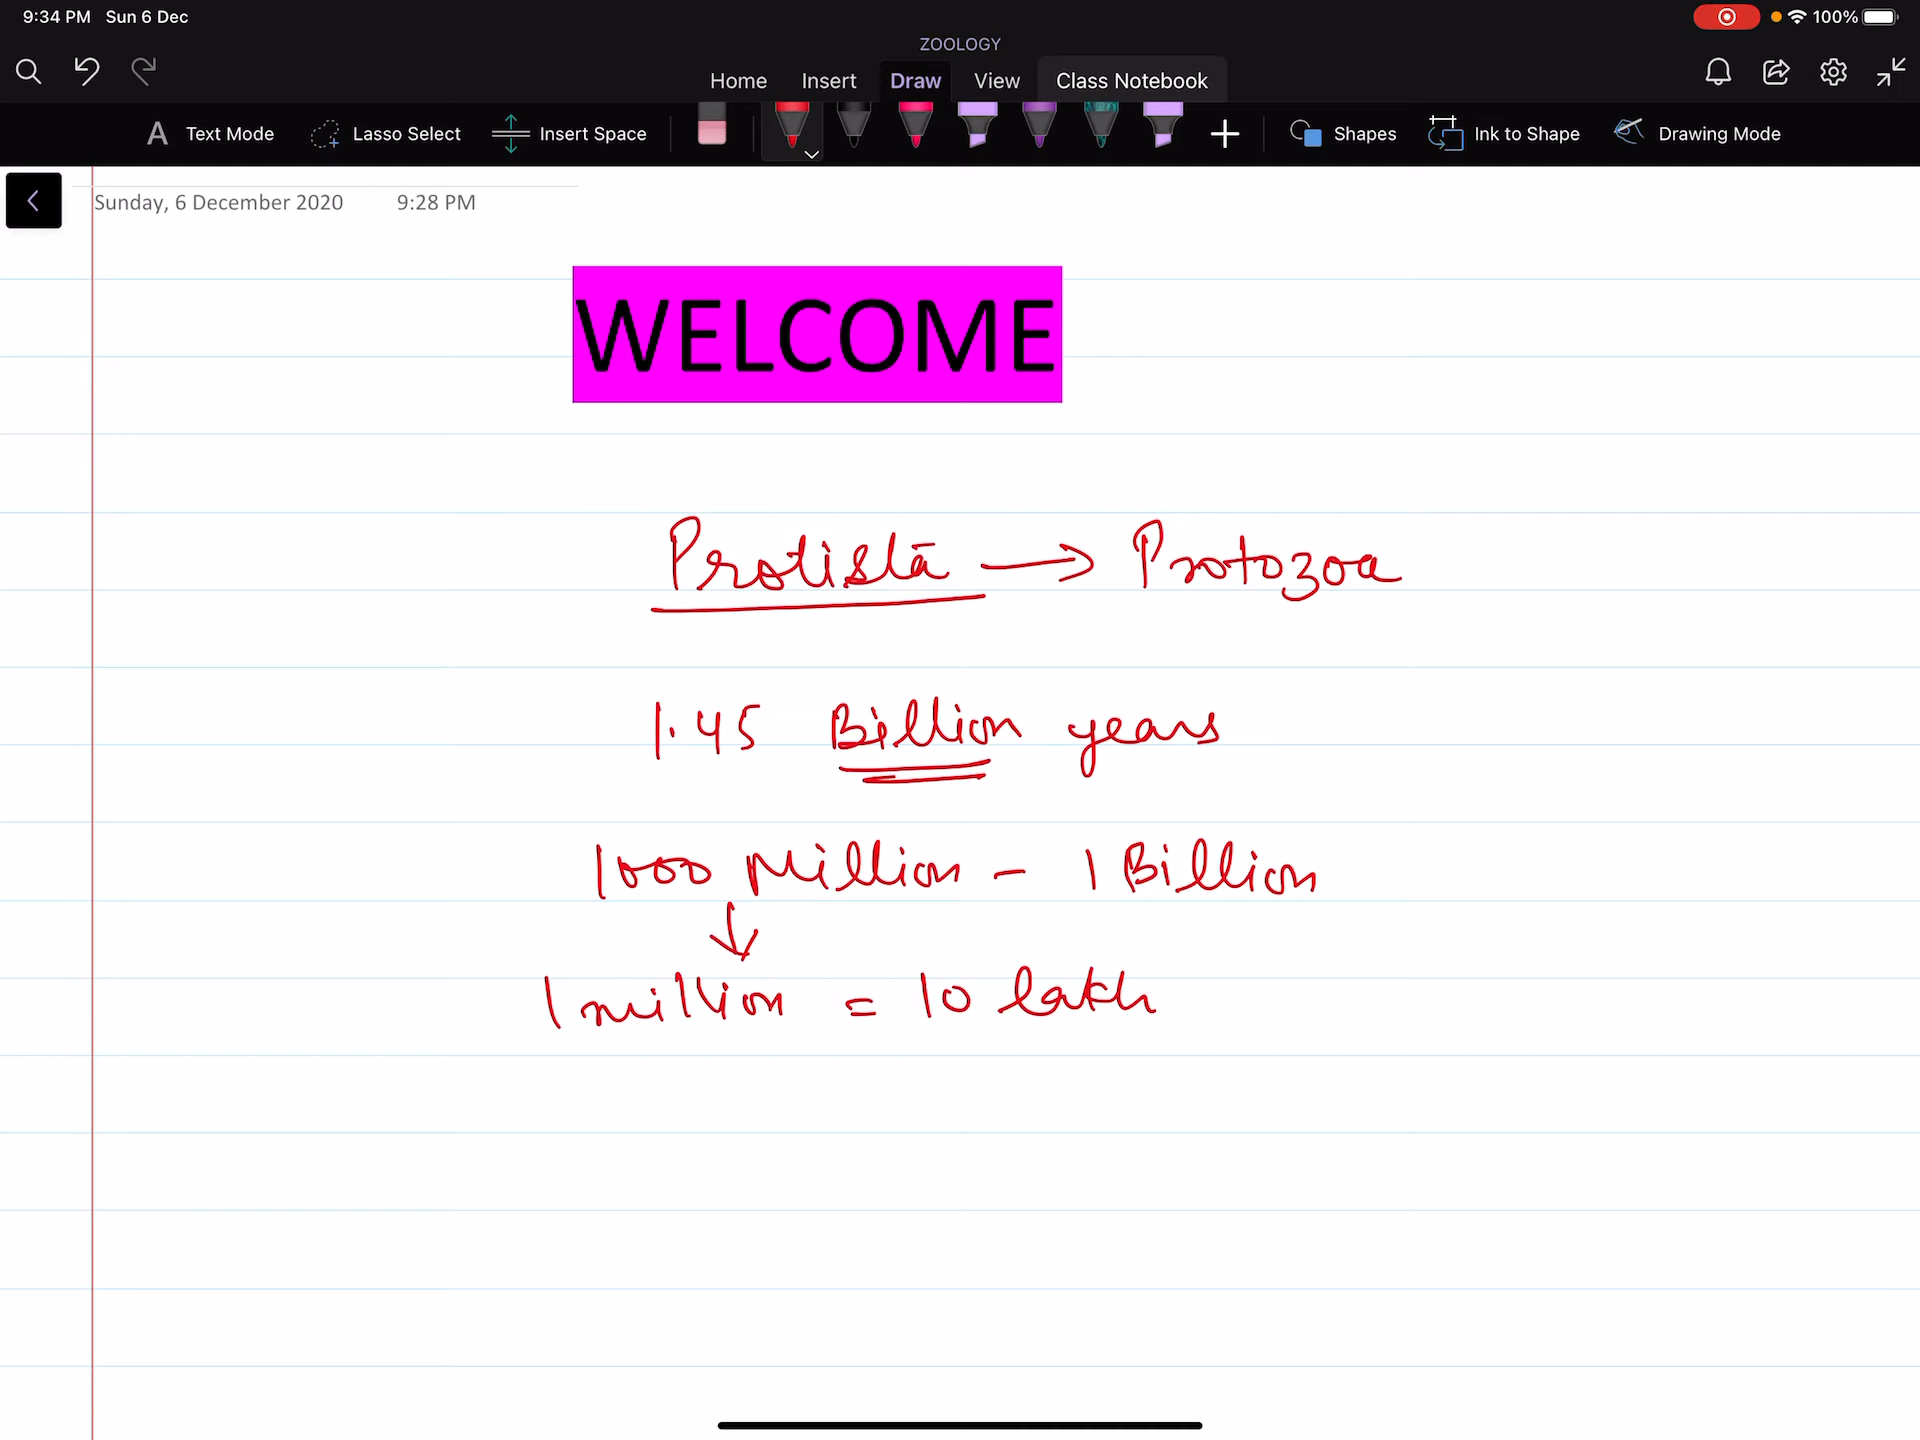 9:34 PM Sun 6 Dec 100%
ZOOLOGY
Home Insert Draw View Class Notebook
Text Mode Lasso Select Insert Space Shapes Ink to Shape Drawing Mode
Sunday, 6 December 2020 9:28 PM
WELCOME
Protista → Protozoa
1.45 Billion years
1000 Million - 1 Billion
↓
1 million = 10 lakh